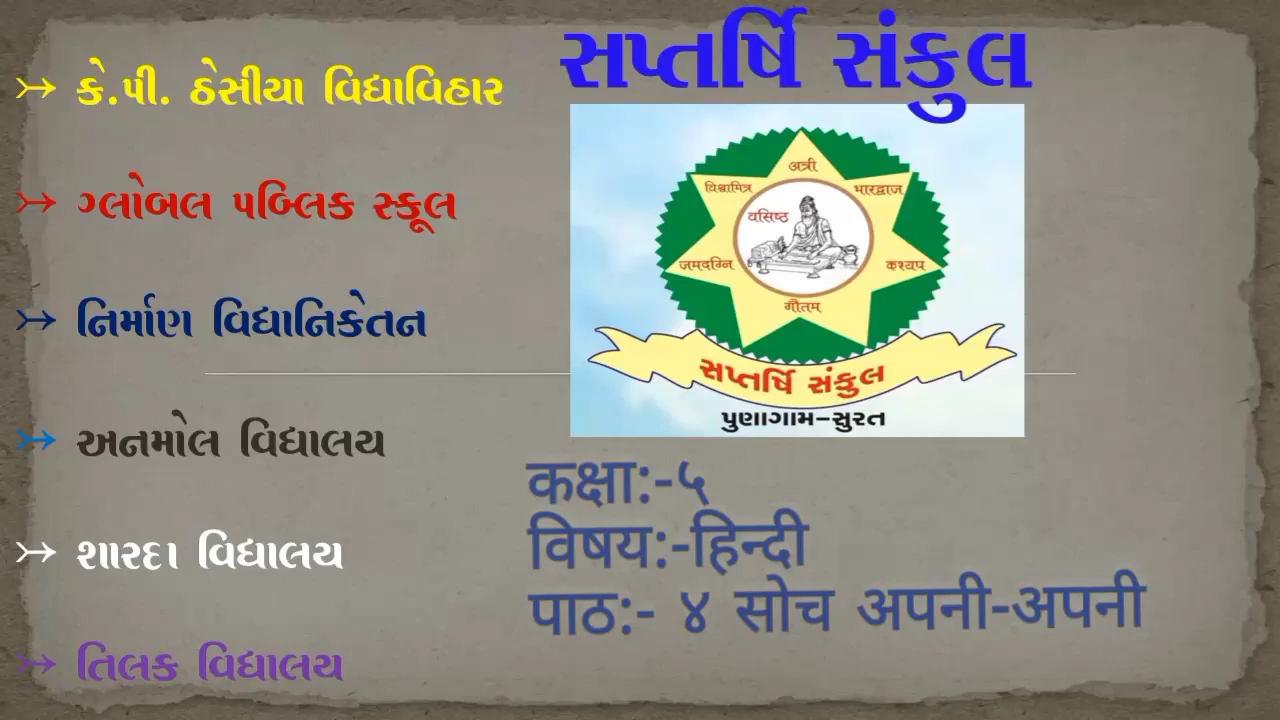 સપ્તર્ષિ સંકુલ
↣ કે.પી. ઠેસીયા વિદ્યાવિહાર
↣ ગ્લોબલ પબ્લિક સ્કૂલ
↣ નિર્માણ વિદ્યાનિકેતન
↣ અનમોલ વિદ્યાલય
↣ શારદા વિદ્યાલય
↣ તિલક વિદ્યાલય
अत्री
विश्वामित्र
भारद्वाज
वसिष्ठ
जमदग्नि
कश्यप
गौतम
સપ્તર્ષિ સંકુલ
પુણાગામ-સુરત
कक्षा:-५
विषय:-हिन्दी
पाठ:- ४ सोच अपनी-अपनी